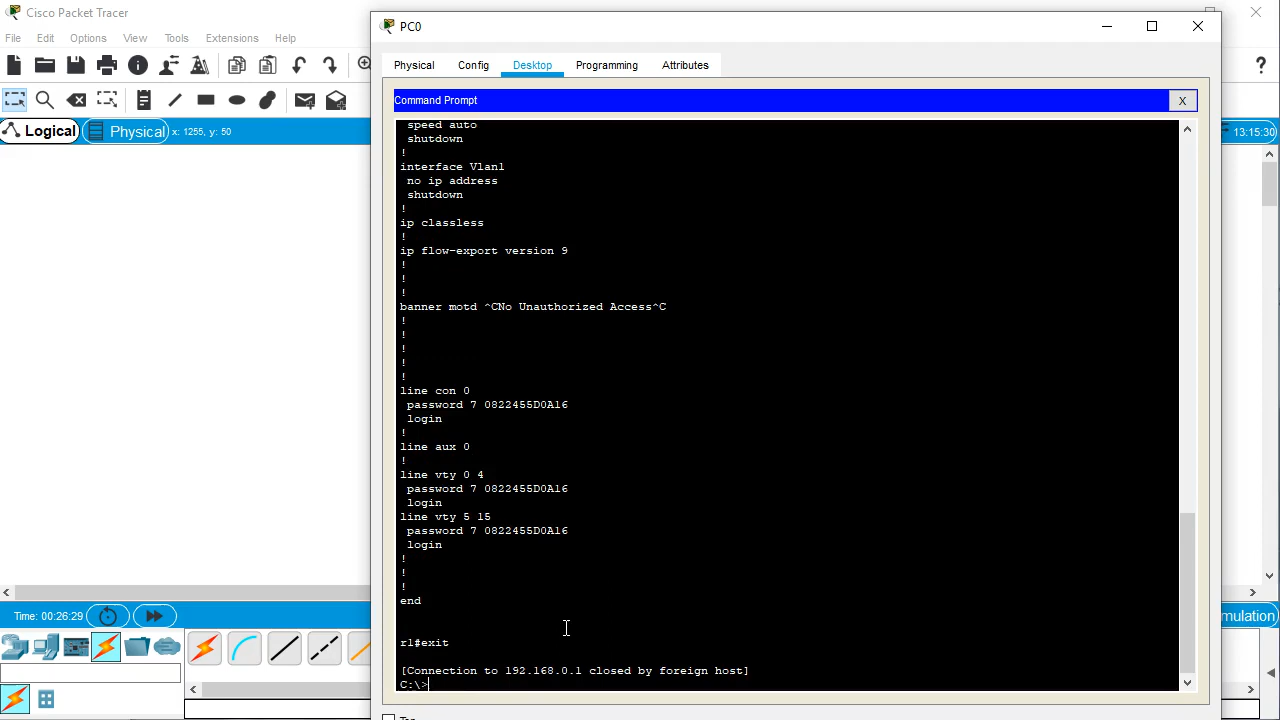 Cisco Packet Tracer
File Edit Options View Tools Extensions Help
Logical Physical x: 1255, y: 50
PC0
Physical Config Desktop Programming Attributes
Command Prompt X
speed auto
shutdown
!
interface Vlan1
no ip address
shutdown
!
ip classless
!
ip flow-export version 9
!
!
!
banner motd ^CNo Unauthorized Access^C
!
!
!
!
!
line con 0
password 7 0822455D0A16
login
!
line aux 0
!
line vty 0 4
password 7 0822455D0A16
login
line vty 5 15
password 7 0822455D0A16
login
!
!
!
end
r1#exit
[Connection to 192.168.0.1 closed by foreign host]
C:\>
?
13:15:30
Time: 00:26:29